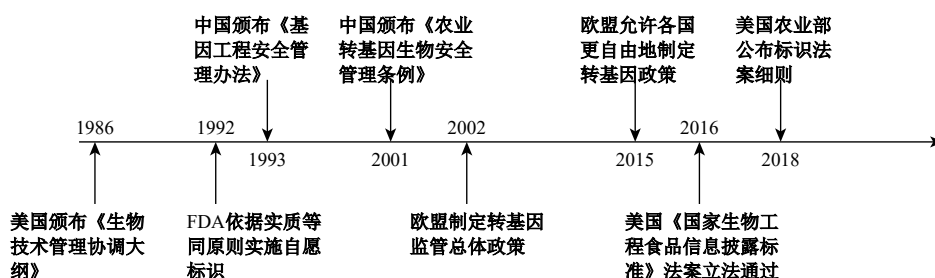 中国颁布《基
因工程安全管
理办法》
中国颁布《农业
转基因生物安全
管理条例》
欧盟允许各国
更自由地制定
转基因政策
美国农业部
公布标识法
案细则
1986
1992
2002
2016
1993
2001
2015
2018
美国颁布《生物
技术管理协调大
纲》
FDA依据实质等
同原则实施自愿
标识
欧盟制定转基因
监管总体政策
美国《国家生物工
程食品信息披露标
准》法案立法通过